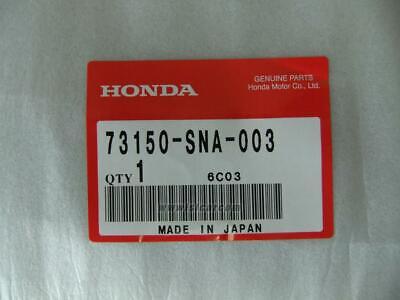 HONDA
GENUINE PARTS
Honda Motor Co., Ltd.
73150-SNA-003
QTY 1
6C03
MADE IN JAPAN